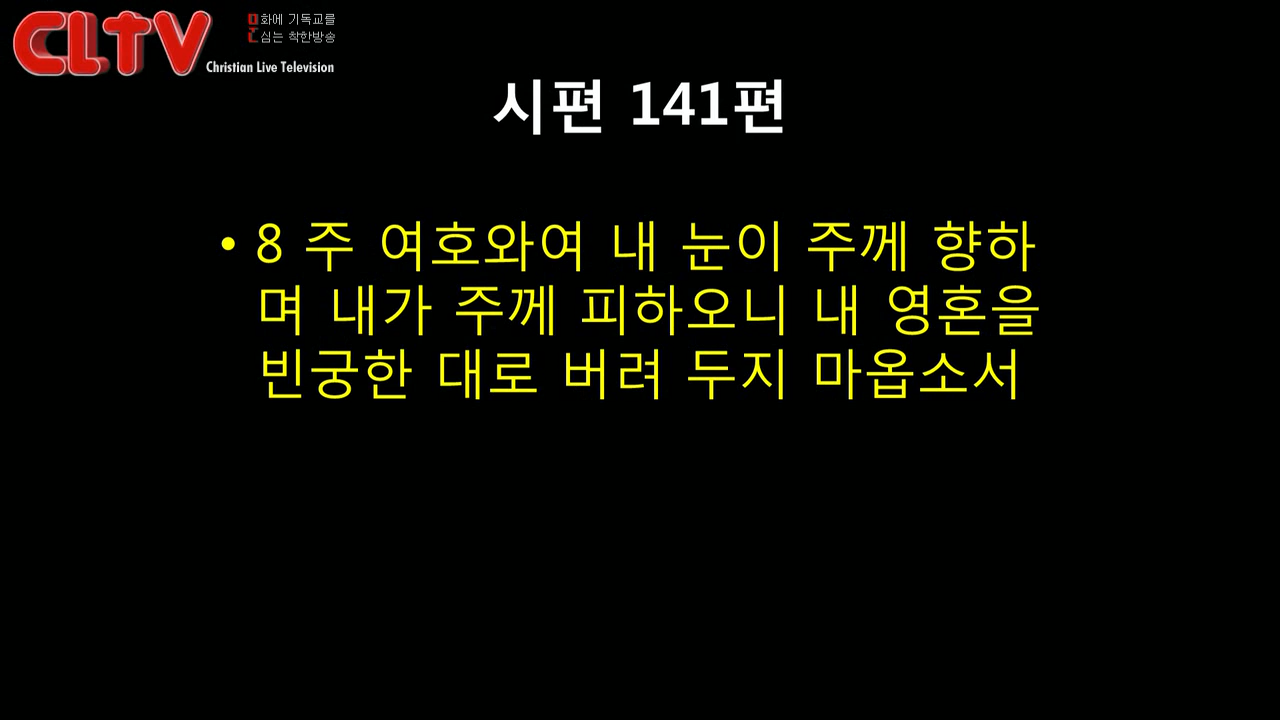 CLTV
문화에 기독교를
심는 착한방송
Christian Live Television
시편 141편
• 8 주 여호와여 내 눈이 주께 향하
며 내가 주께 피하오니 내 영혼을
빈궁한 대로 버려 두지 마옵소서